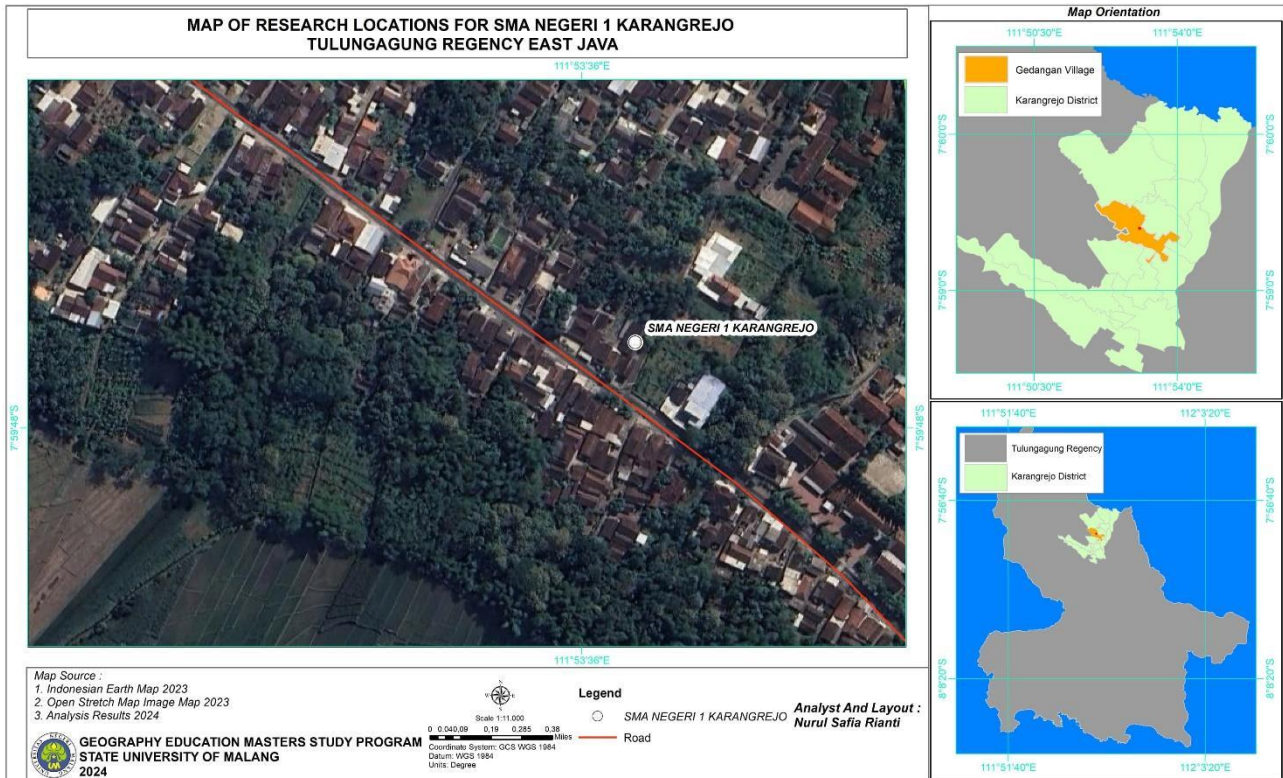 MAP OF RESEARCH LOCATIONS FOR SMA NEGERI 1 KARANGREJO
TULUNGAGUNG REGENCY EAST JAVA
111°53'36"E
7°59'48"S
7°59'48"S
SMA NEGERI 1 KARANGREJO
111°53'36"E
Map Orientation
111°50'30"E
111°54'0"E
Gedangan Village
Karangrejo District
7°60'0"S
7°60'0"S
7°59'0"S
7°59'0"S
111°50'30"E
111°54'0"E
111°51'40"E
112°3'20"E
Tulungagung Regency
Karangrejo District
7°56'40"S
7°56'40"S
8°8'20"S
8°8'20"S
111°51'40"E
112°3'20"E
Map Source :
1. Indonesian Earth Map 2023
2. Open Stretch Map Image Map 2023
3. Analysis Results 2024
GEOGRAPHY EDUCATION MASTERS STUDY PROGRAM
STATE UNIVERSITY OF MALANG
2024
Scale 1:11.000
0 0.040,09 0,19 0,285 0,38
Miles
Coordinate System: GCS WGS 1984
Datum: WGS 1984
Units: Degree
Legend
SMA NEGERI 1 KARANGREJO
Road
Analyst And Layout :
Nurul Safia Rianti